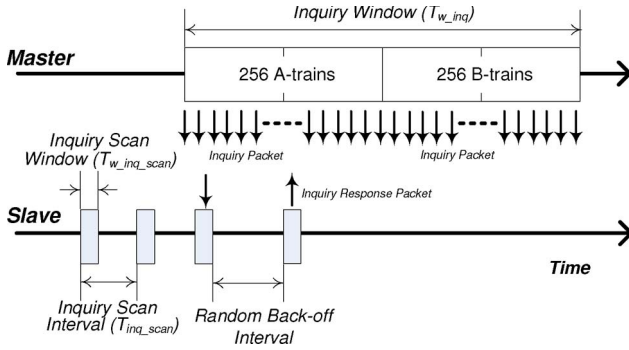 Inquiry Window (T_w_inq)
Master
256 A-trains
256 B-trains
Inquiry Scan
Window (T_w_inq_scan)
Inquiry Packet
Inquiry Packet
Inquiry Response Packet
Slave
Time
Inquiry Scan
Interval (T_inq_scan)
Random Back-off
Interval